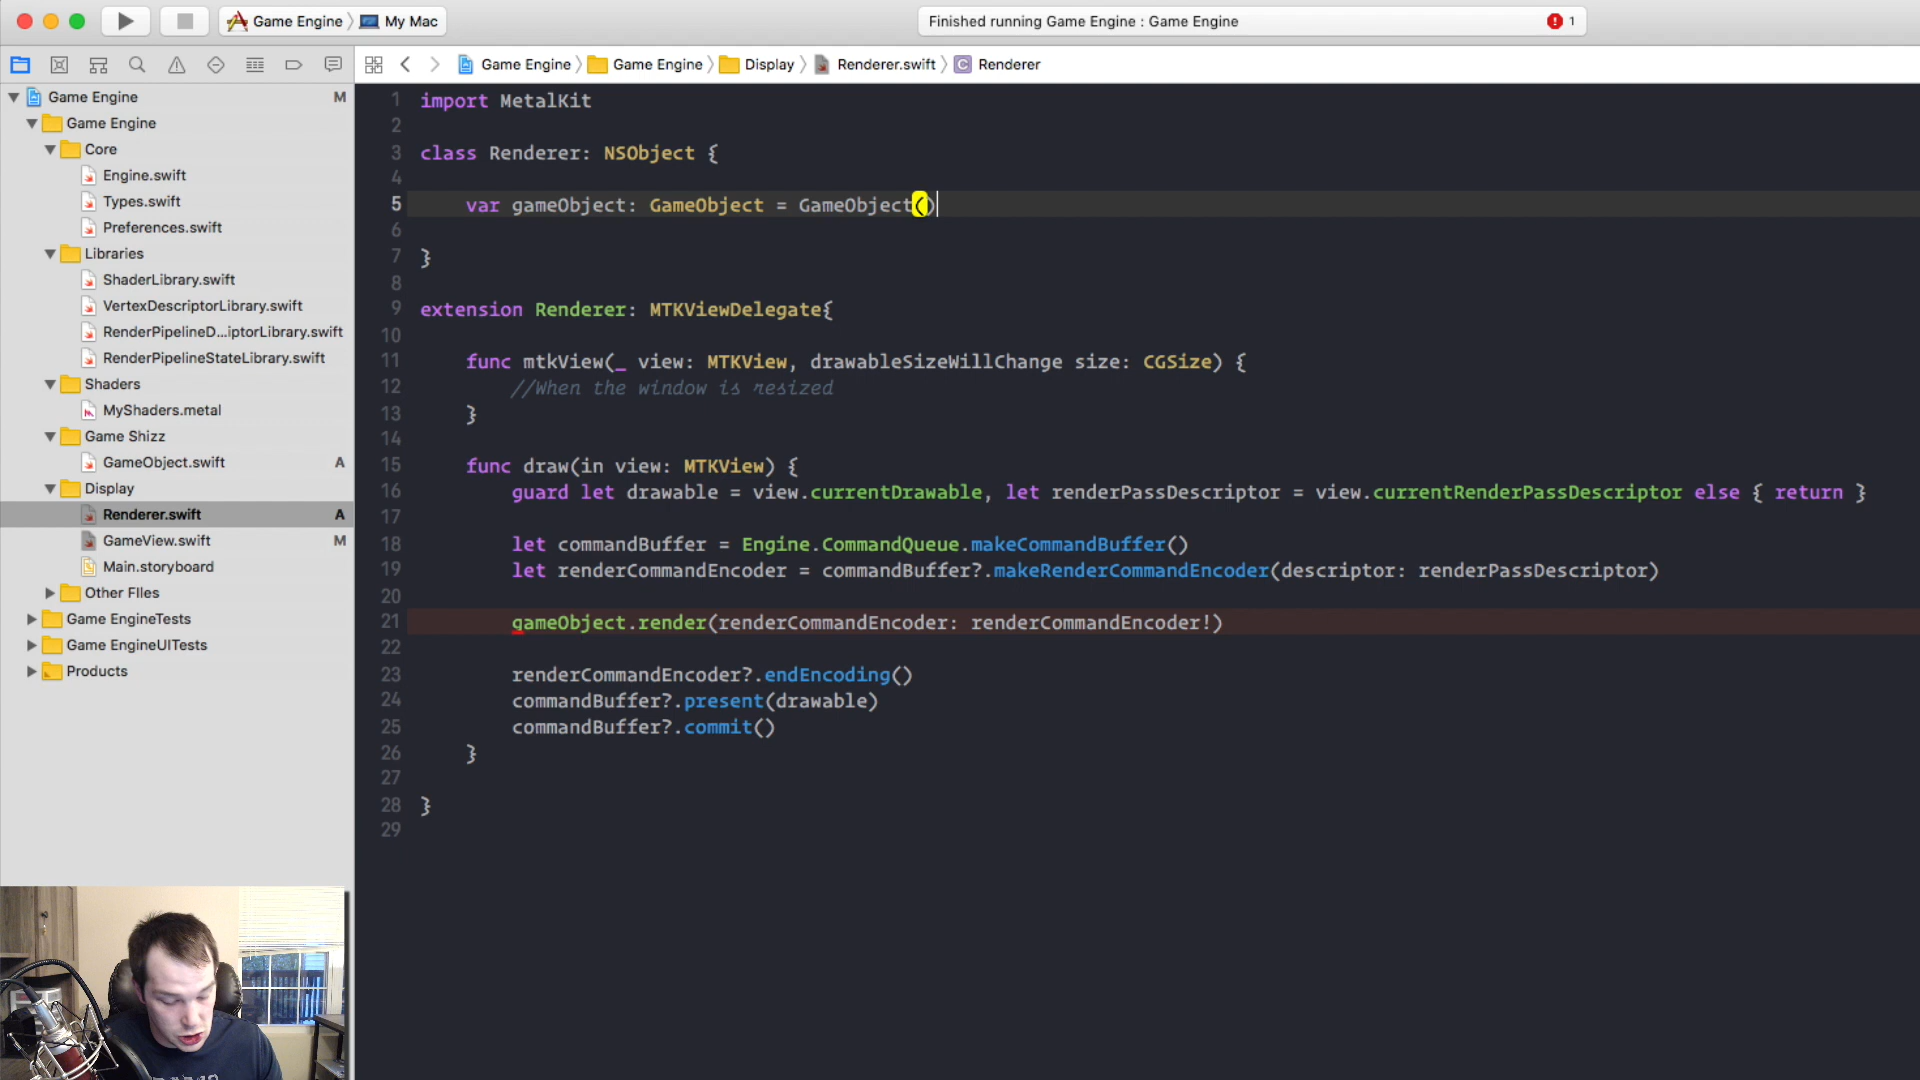 Game Engine
My Mac
Finished running Game Engine : Game Engine
1
Game Engine
Game Engine
Display
Renderer.swift
C
Renderer
Game Engine M
Game Engine
Core
Engine.swift
Types.swift
Preferences.swift
Libraries
ShaderLibrary.swift
VertexDescriptorLibrary.swift
RenderPipelineD...iptorLibrary.swift
RenderPipelineStateLibrary.swift
Shaders
MyShaders.metal
Game Shizz
GameObject.swift A
Display
Renderer.swift A
GameView.swift M
Main.storyboard
Other FIles
Game EngineTests
Game EngineUITests
Products
1 import MetalKit
2
3 class Renderer: NSObject {
4
5 var gameObject: GameObject = GameObject()
6
7 }
8
9 extension Renderer: MTKViewDelegate{
10
11 func mtkView(_ view: MTKView, drawableSizeWillChange size: CGSize) {
12 //When the window is resized
13 }
14
15 func draw(in view: MTKView) {
16 guard let drawable = view.currentDrawable, let renderPassDescriptor = view.currentRenderPassDescriptor else { return }
17
18 let commandBuffer = Engine.CommandQueue.makeCommandBuffer()
19 let renderCommandEncoder = commandBuffer?.makeRenderCommandEncoder(descriptor: renderPassDescriptor)
20
21 gameObject.render(renderCommandEncoder: renderCommandEncoder!)
22
23 renderCommandEncoder?.endEncoding()
24 commandBuffer?.present(drawable)
25 commandBuffer?.commit()
26 }
27
28 }
29